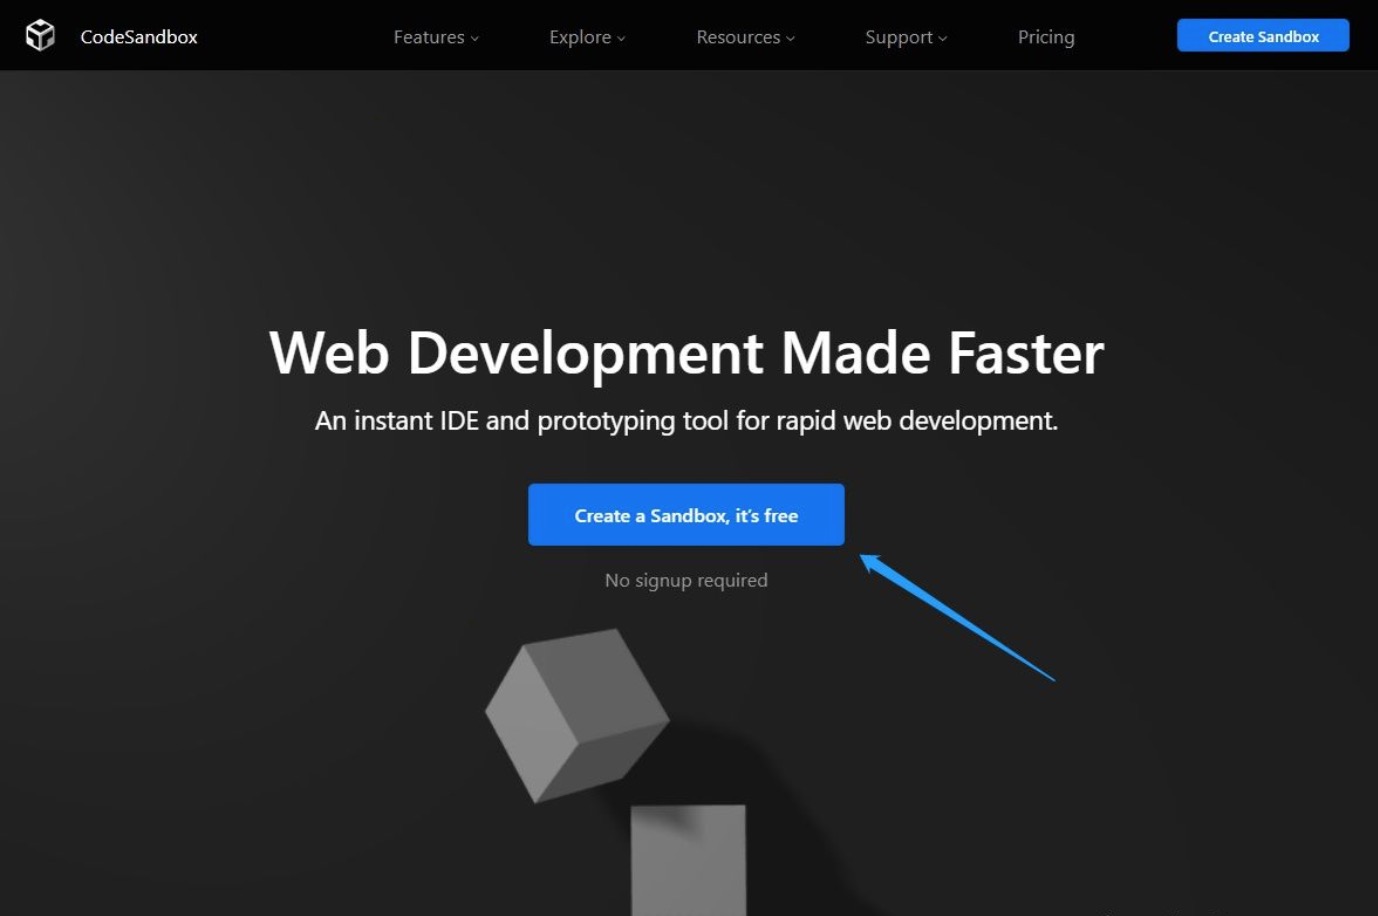 CodeSandbox
Features
Explore
Resources
Support
Pricing
Create Sandbox
Web Development Made Faster
An instant IDE and prototyping tool for rapid web development.
Create a Sandbox, it’s free
No signup required